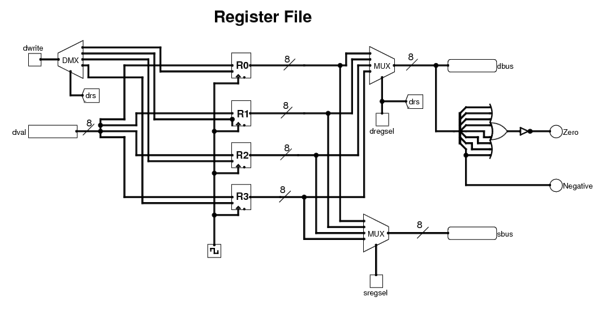 Register File
dwrite
DMX
drs
dval
8
R0
8
R1
8
R2
8
R3
8
MUX
8
dbus
drs
dregsel
Zero
Negative
MUX
8
sbus
sregsel